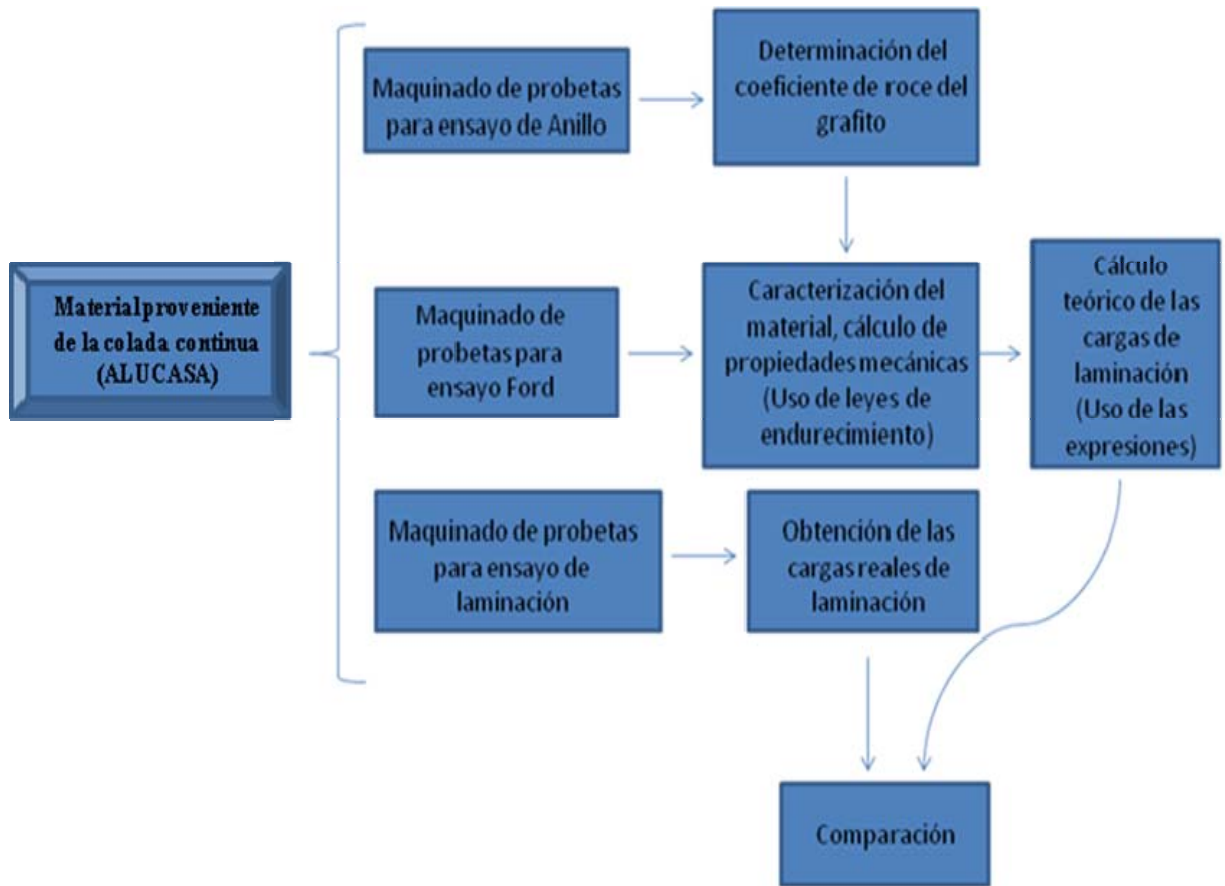 Material proveniente
de la colada continua
(ALUCASA)
Maquinado de probetas
para ensayo de Anillo
Determinación del
coeficiente de roce del
grafito
Maquinado de
probetas para
ensayo Ford
Caracterización del
material, cálculo de
propiedades mecánicas
(Uso de leyes de
endurecimiento)
Cálculo
teórico de las
cargas de
laminación
(Uso de las
expresiones)
Maquinado de probetas
para ensayo de
laminación
Obtención de las
cargas reales de
laminación
Comparación